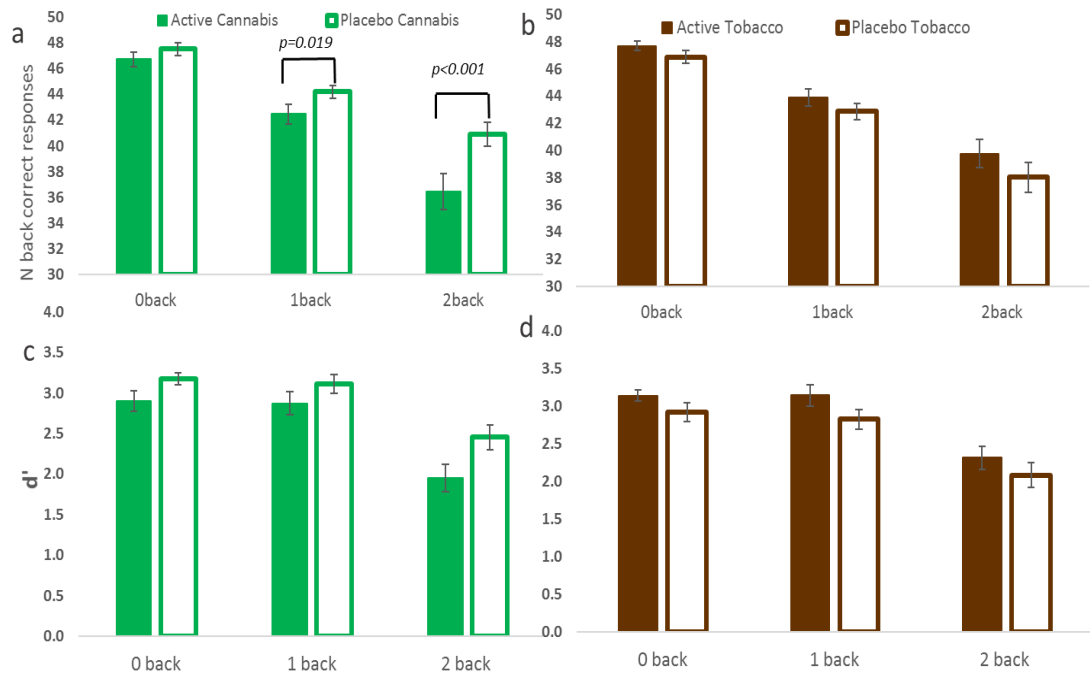 a
Active Cannabis
Placebo Cannabis
p=0.019
p<0.001
N back correct responses
50
48
46
44
42
40
38
36
34
32
30
0back
1back
2back
b
Active Tobacco
Placebo Tobacco
50
48
46
44
42
40
38
36
34
32
30
0back
1back
2back
c
d'
4.0
3.5
3.0
2.5
2.0
1.5
1.0
0.5
0.0
0 back
1 back
2 back
d
4.0
3.5
3.0
2.5
2.0
1.5
1.0
0.5
0.0
0 back
1 back
2 back